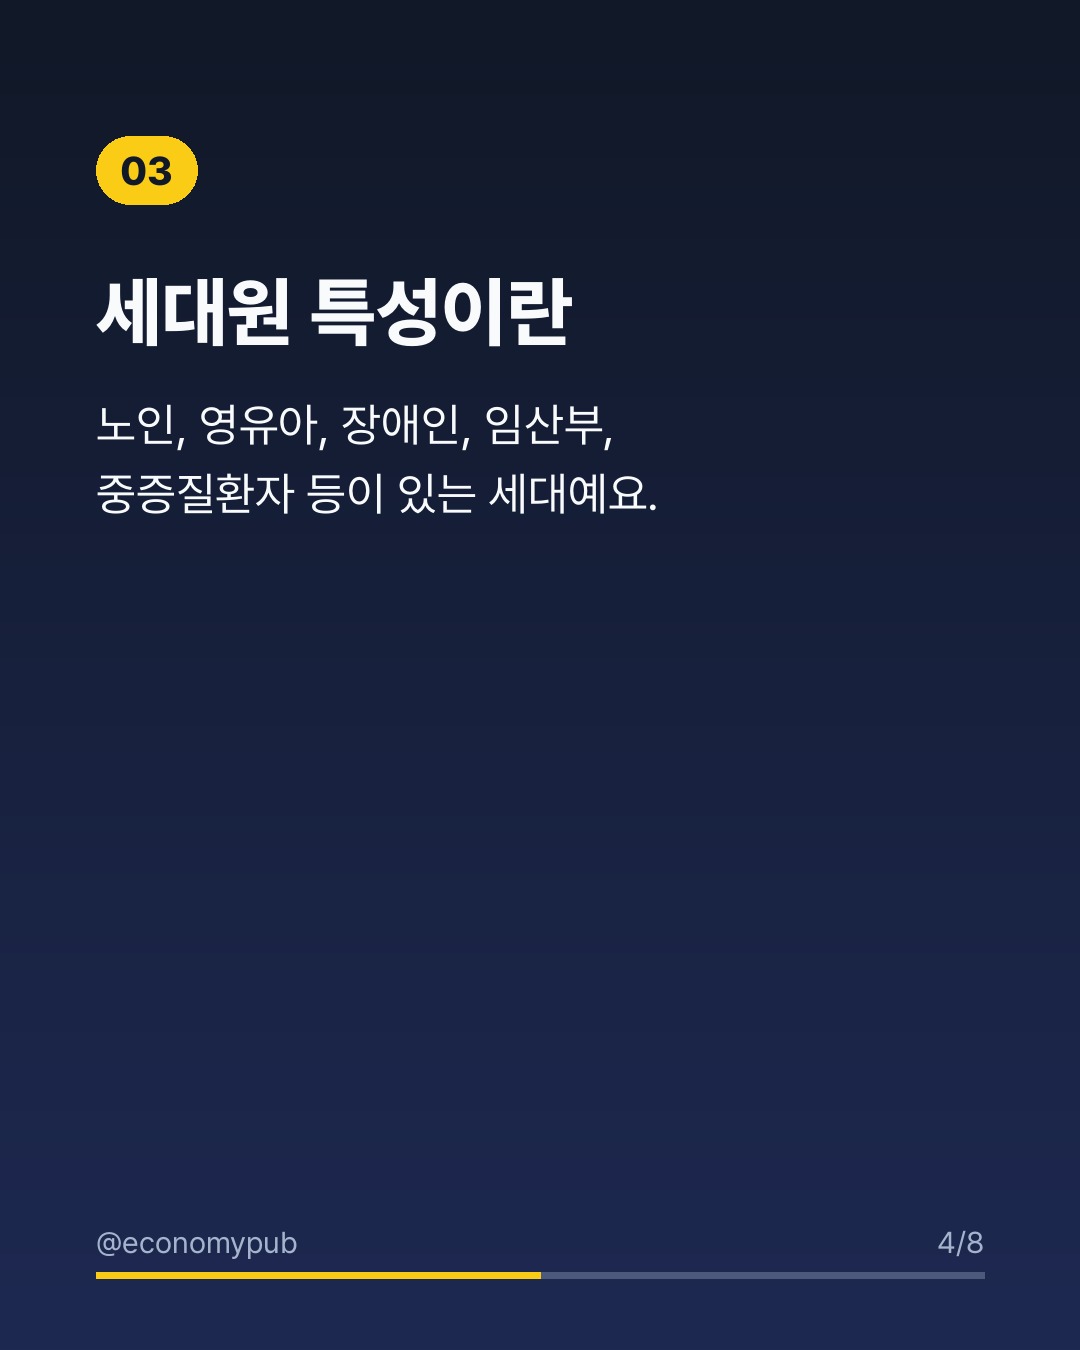 03
세대원 특성이란
노인, 영유아, 장애인, 임산부,
중증질환자 등이 있는 세대예요.
@economypub
4/8